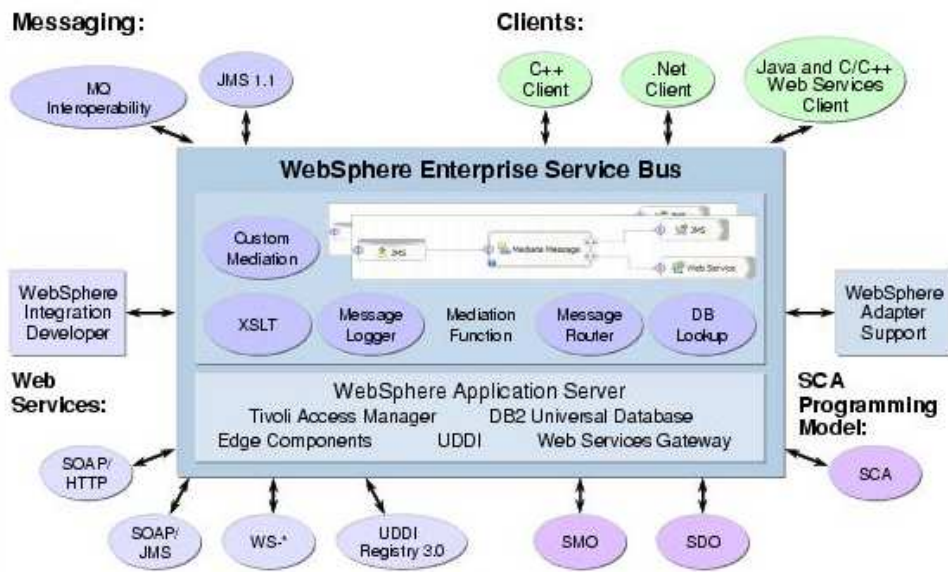 Messaging:
Clients:
MQ
Interoperability
JMS 1.1
C++
Client
.Net
Client
Java and C/C++
Web Services
Client
WebSphere Enterprise Service Bus
Custom
Mediation
JMS
Mediate Message
JMS
Web Service
XSLT
Message
Logger
Mediation
Function
Message
Router
DB
Lookup
WebSphere
Integration
Developer
WebSphere
Adapter
Support
WebSphere Application Server
Tivoli Access Manager
DB2 Universal Database
Edge Components
UDDI
Web Services Gateway
Web
Services:
SCA
Programming
Model:
SOAP/
HTTP
SOAP/
JMS
WS-*
UDDI
Registry 3.0
SMO
SDO
SCA